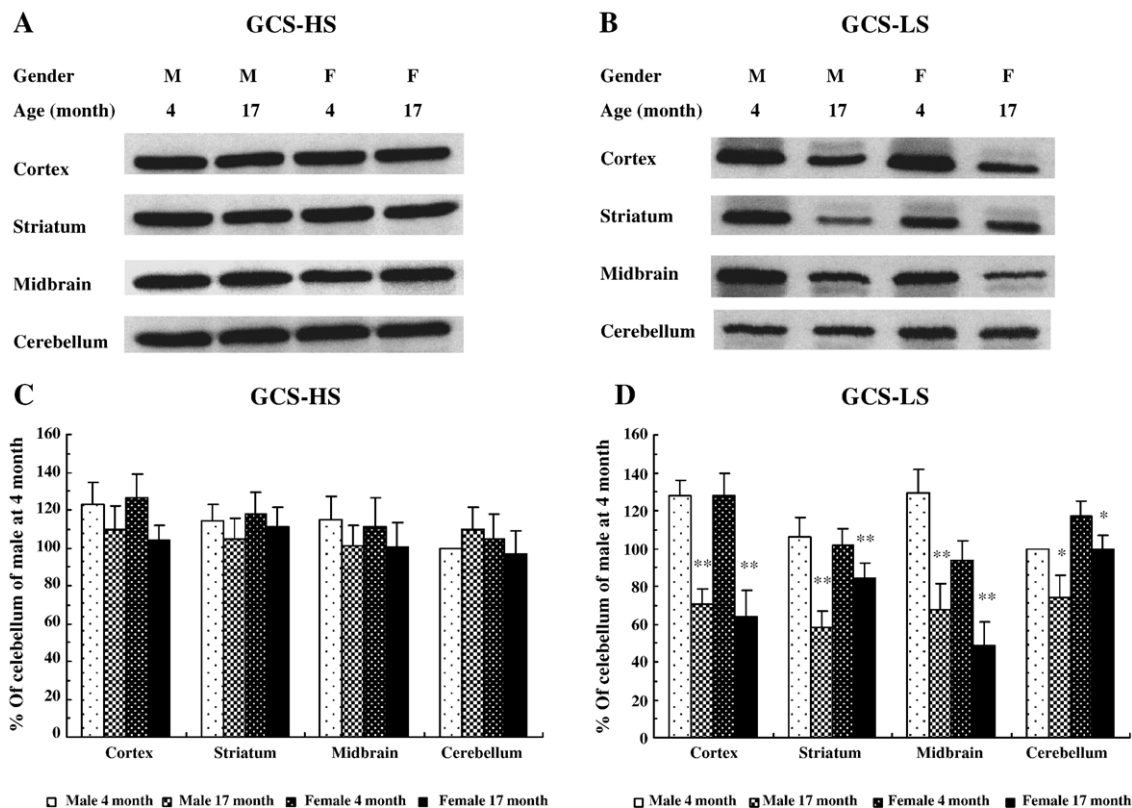 A GCS-HS
Gender M M F F
Age (month) 4 17 4 17
Cortex
Striatum
Midbrain
Cerebellum
B GCS-LS
Gender M M F F
Age (month) 4 17 4 17
Cortex
Striatum
Midbrain
Cerebellum
C GCS-HS
% Of celebellum of male at 4 month
160
140
120
100
80
60
40
20
0
Cortex Striatum Midbrain Cerebellum
Male 4 month Male 17 month Female 4 month Female 17 month
D GCS-LS
% Of celebellum of male at 4 month
160
140
120
100
80
60
40
20
0
** ** ** ** ** ** * *
Cortex Striatum Midbrain Cerebellum
Male 4 month Male 17 month Female 4 month Female 17 month